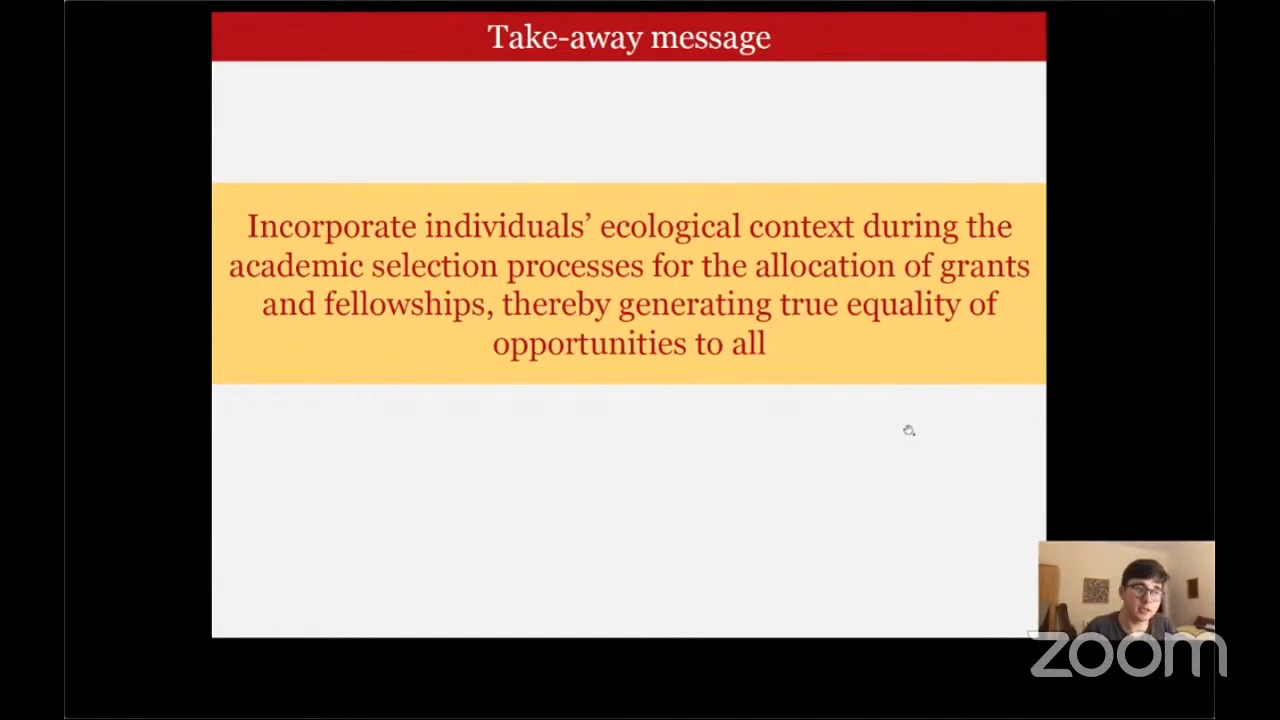 Take-away message
Incorporate individuals’ ecological context during the
academic selection processes for the allocation of grants
and fellowships, thereby generating true equality of
opportunities to all
zoom